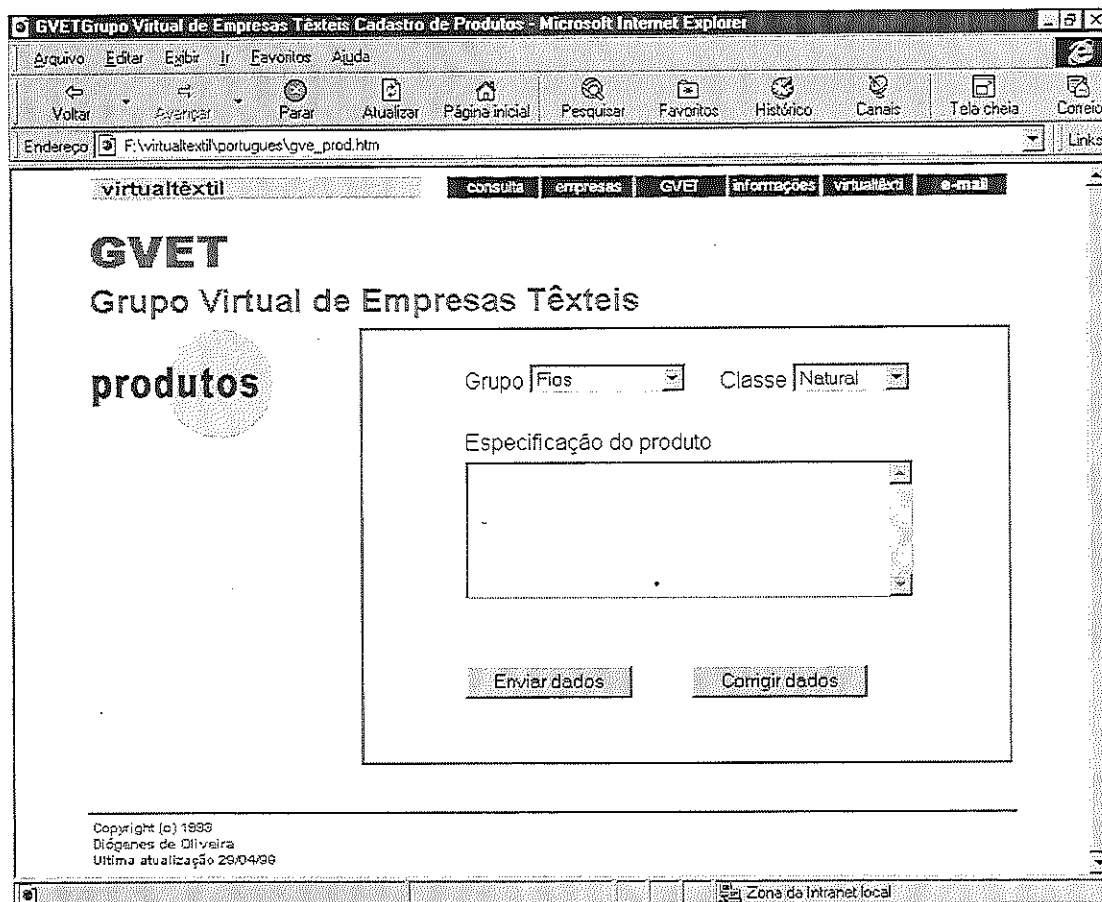 GVETGrupo Virtual de Empresas Têxteis Cadastro de Produtos - Microsoft Internet Explorer
Arquivo Editar Exibir Ir Favoritos Ajuda
Voltar Avançar Parar Atualizar Página inicial Pesquisar Favoritos Histórico Canais Tela cheia Correio
Endereço F:\virtualtextil\portugues\gve_prod.htm Links
virtualtêxtil consulta empresas GVET informações virtualtêxtil e-mail
GVET
Grupo Virtual de Empresas Têxteis
produtos
Grupo Fios Classe Natural
Especificação do produto
Enviar dados Corrigir dados
Copyright (c) 1999
Diógenes de Oliveira
Ultima atualização 29/04/99
Zona da Intranet local